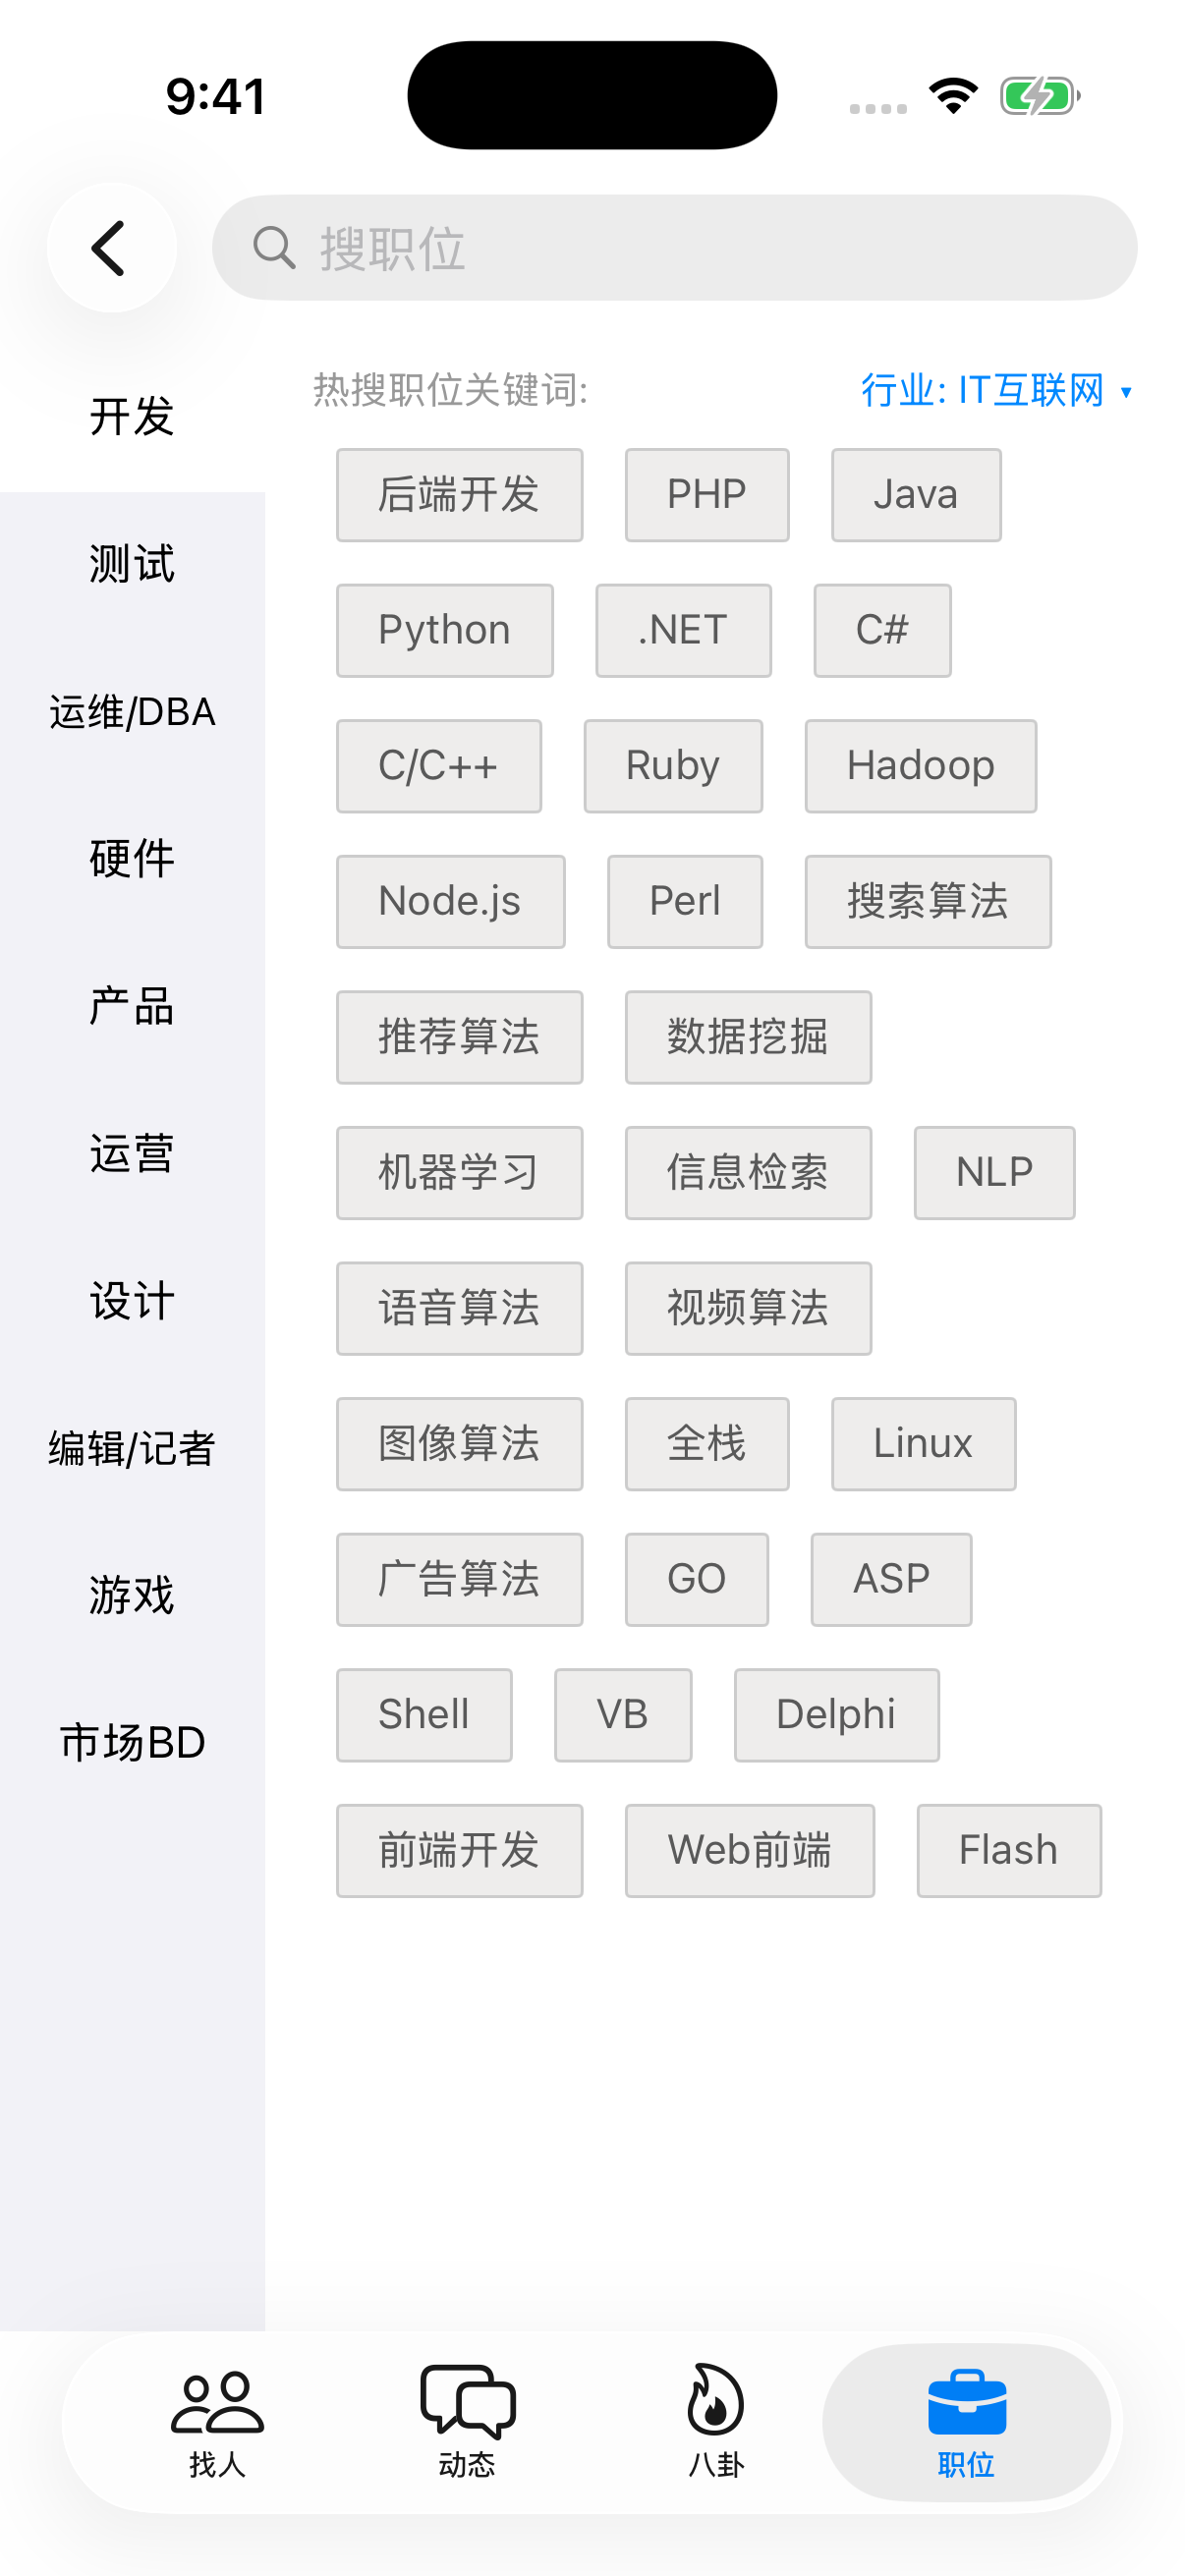 9:41
搜职位
开发
测试
运维/DBA
硬件
产品
运营
设计
编辑/记者
游戏
市场BD
热搜职位关键词:
行业: IT互联网 ▼
后端开发 PHP Java
Python .NET C#
C/C++ Ruby Hadoop
Node.js Perl 搜索算法
推荐算法 数据挖掘
机器学习 信息检索 NLP
语音算法 视频算法
图像算法 全栈 Linux
广告算法 GO ASP
Shell VB Delphi
前端开发 Web前端 Flash
找人 动态 八卦 职位